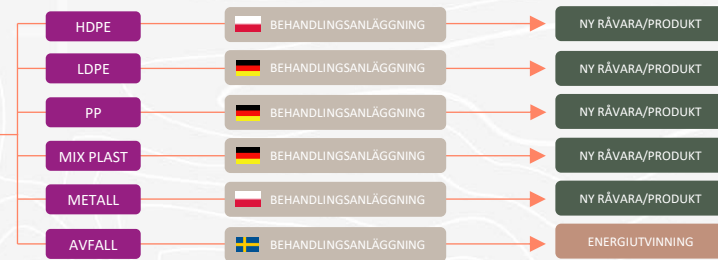 HDPE BEHANDLINGSANLÄGGNING NY RÅVARA/PRODUKT
LDPE BEHANDLINGSANLÄGGNING NY RÅVARA/PRODUKT
PP BEHANDLINGSANLÄGGNING NY RÅVARA/PRODUKT
MIX PLAST BEHANDLINGSANLÄGGNING NY RÅVARA/PRODUKT
METALL BEHANDLINGSANLÄGGNING NY RÅVARA/PRODUKT
AVFALL BEHANDLINGSANLÄGGNING ENERGIUTVINNING